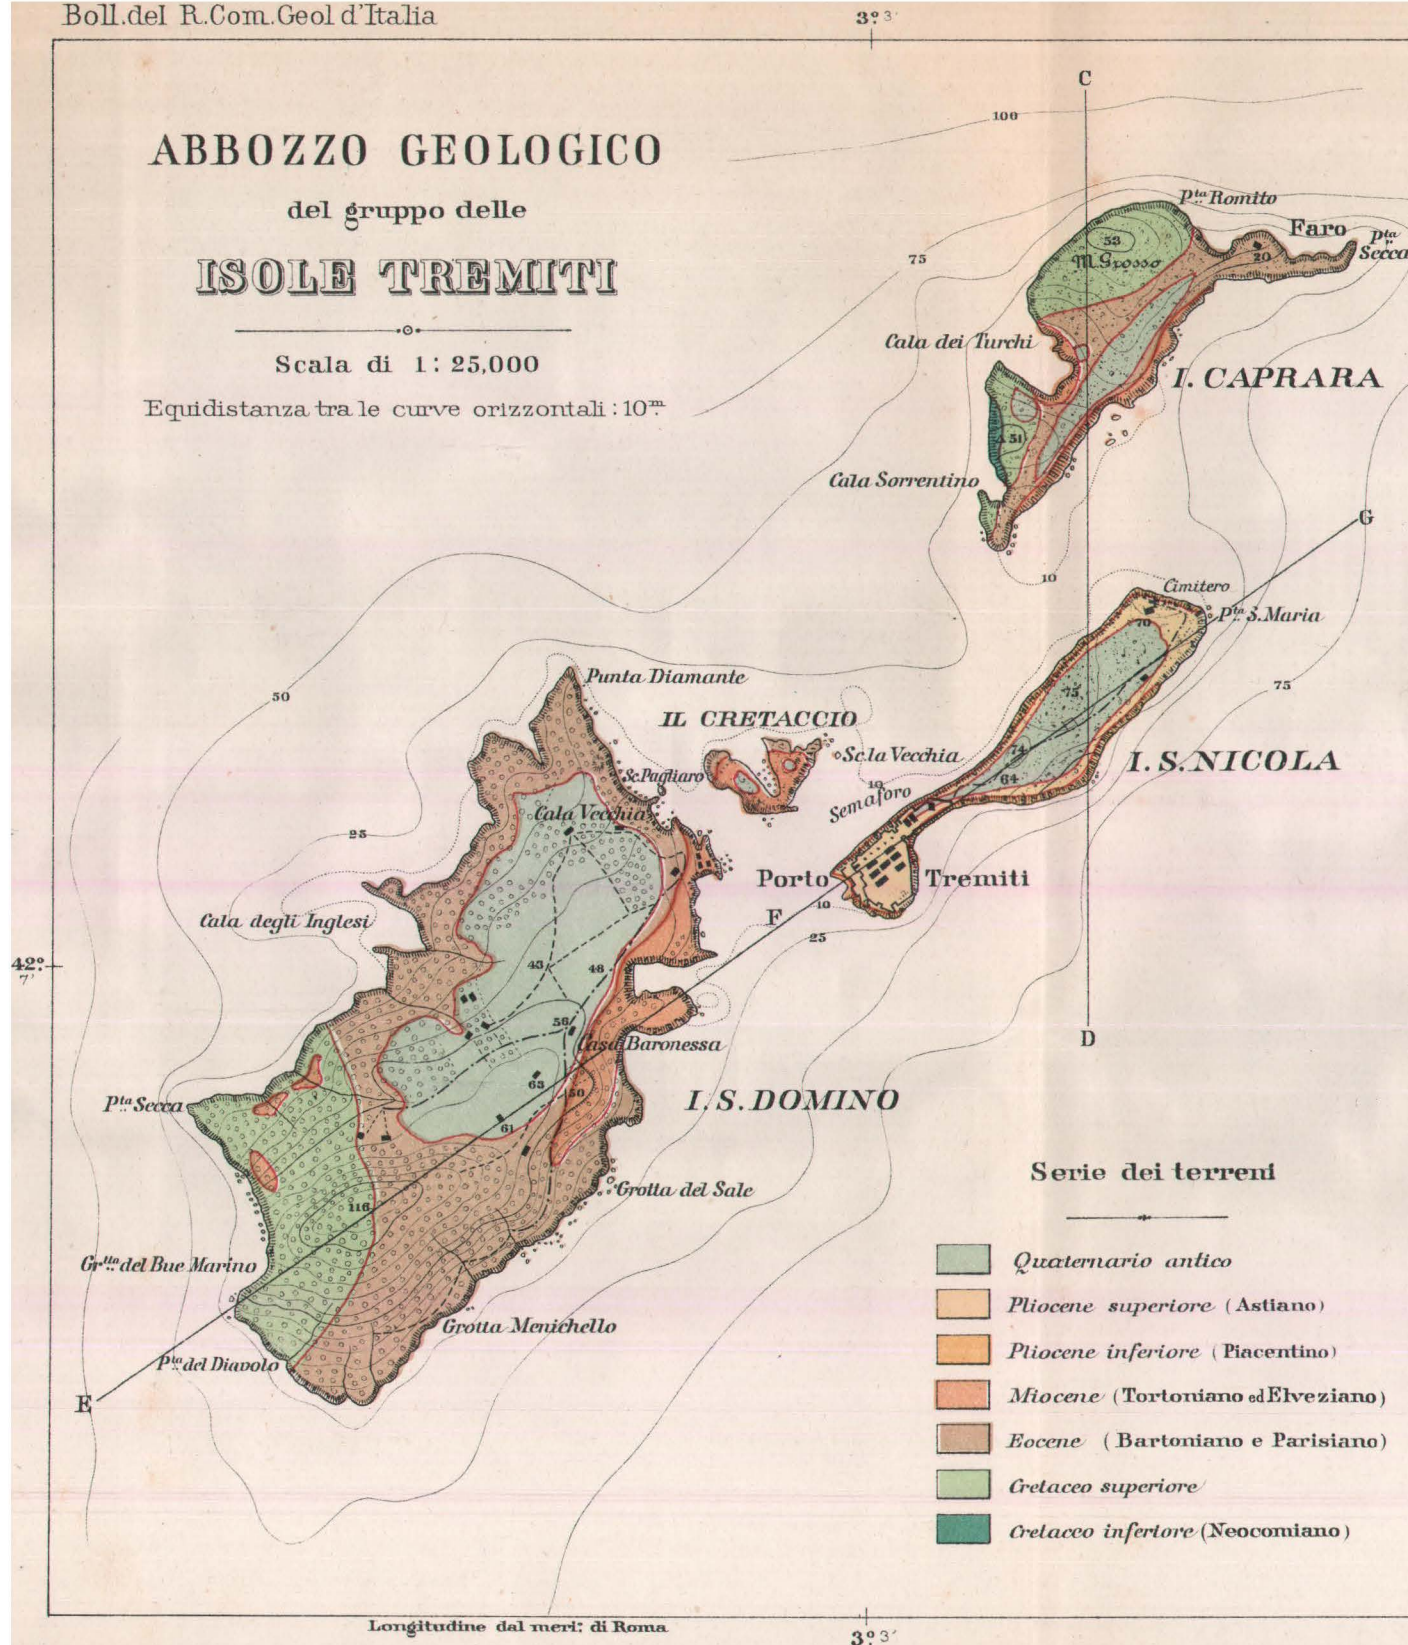 Boll. del R. Com. Geol d'Italia
3° 3'
C
ABBOZZO GEOLOGICO
del gruppo delle
ISOLE TREMITI
Scala di 1: 25,000
Equidistanza tra le curve orizzontali: 10m.
100
Pta Romito
Faro
Pta Secca
53
M. Grosso
20
75
Cala dei Turchi
I. CAPRARA
51
Cala Sorrentino
G
10
Cimitero
Pta S. Maria
70
Punta Diamante
50
75
75
IL CRETACCIO
Sc. la Vecchia
74
I. S. NICOLA
Sc. Pagliaro
64
10
Semaforo
Cala Vecchia
25
Porto Tremiti
10
F
Cala degli Inglesi
25
42°
7'
43
48
56
Casa Baronessa
D
63
50
Pta Secca
I. S. DOMINO
61
Grotta del Sale
116
Grtta del Bue Marino
Grotta Menichello
Pta del Diavolo
E
Serie dei terreni
Quaternario antico
Pliocene superiore (Astiano)
Pliocene inferiore (Piacentino)
Miocene (Tortoniano ed Elveziano)
Eocene (Bartoniano e Parisiano)
Cretaceo superiore
Cretaceo inferiore (Neocomiano)
Longitudine dal meri: di Roma
3° 3'